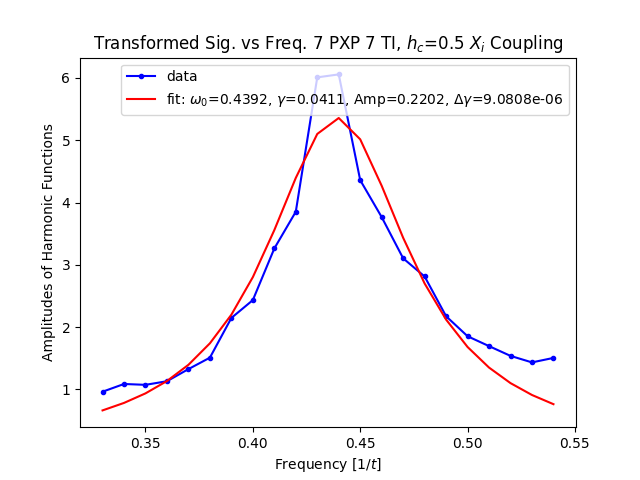 Transformed Sig. vs Freq. 7 PXP 7 TI, $h_c$=0.5 $X_i$ Coupling
data
fit: $\omega_0$=0.4392, $\gamma$=0.0411, Amp=0.2202, $\Delta\gamma$=9.0808e-06
Amplitudes of Harmonic Functions
6
5
4
3
2
1
0.35 0.40 0.45 0.50 0.55
Frequency [1/$t$]